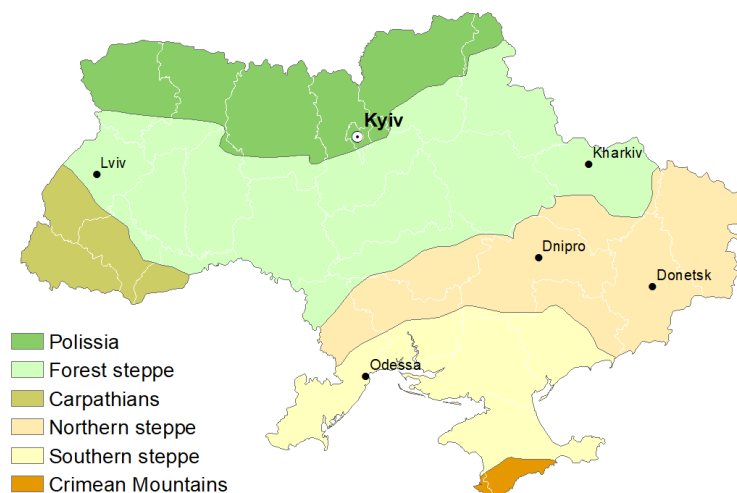 Kyiv
Lviv
Kharkiv
Dnipro
Donetsk
Odessa
Polissia
Forest steppe
Carpathians
Northern steppe
Southern steppe
Crimean Mountains